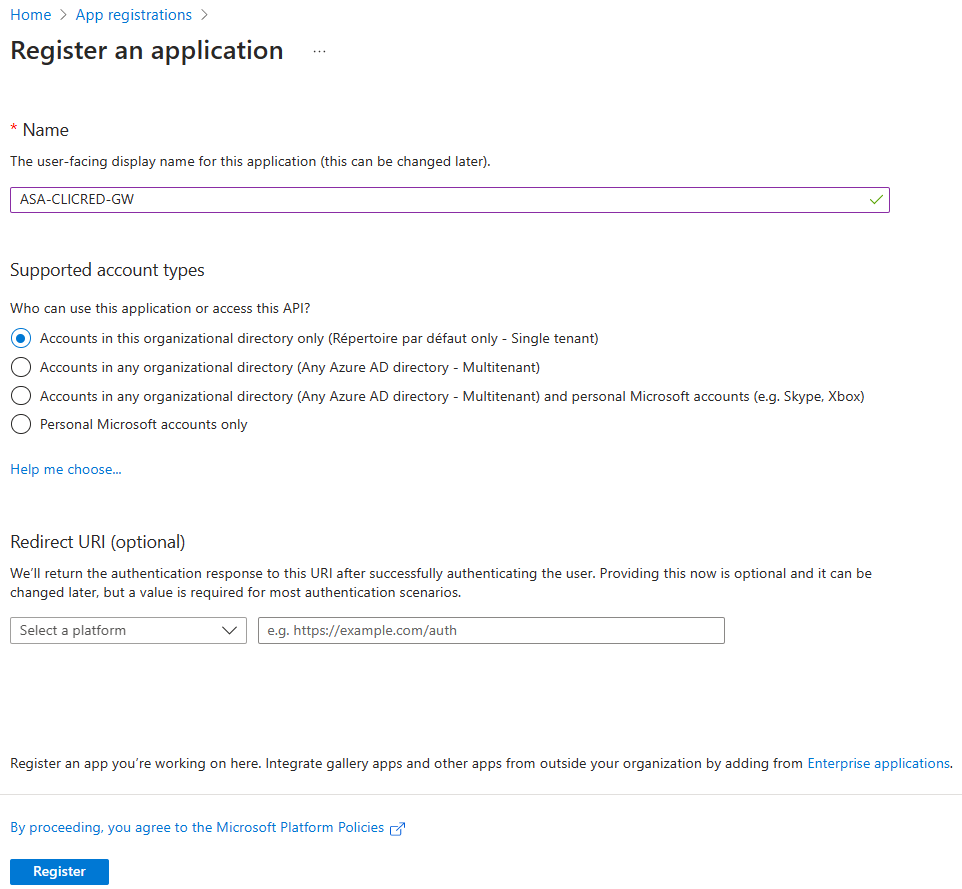 Home > App registrations >
Register an application ...
* Name
The user-facing display name for this application (this can be changed later).
ASA-CLICRED-GW
Supported account types
Who can use this application or access this API?
Accounts in this organizational directory only (Répertoire par défaut only - Single tenant)
Accounts in any organizational directory (Any Azure AD directory - Multitenant)
Accounts in any organizational directory (Any Azure AD directory - Multitenant) and personal Microsoft accounts (e.g. Skype, Xbox)
Personal Microsoft accounts only
Help me choose...
Redirect URI (optional)
We'll return the authentication response to this URI after successfully authenticating the user. Providing this now is optional and it can be
changed later, but a value is required for most authentication scenarios.
Select a platform e.g. https://example.com/auth
Register an app you're working on here. Integrate gallery apps and other apps from outside your organization by adding from Enterprise applications.
By proceeding, you agree to the Microsoft Platform Policies
Register